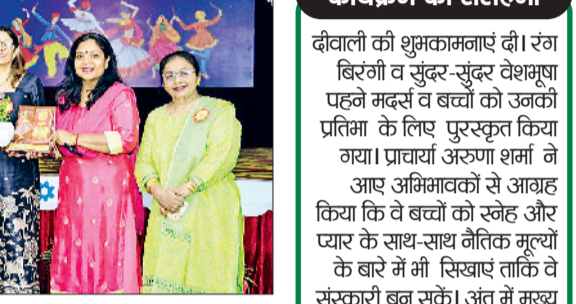 दीवाली की शुभकामनाएं दी। रंग
बिरंगी व सुंदर-सुंदर वेशभूषा
पहने मदर्स व बच्चों को उनकी
प्रतिभा के लिए पुरस्कृत किया
गया। प्राचार्या अरुणा शर्मा ने
आए अभिभावकों से आग्रह
किया कि वे बच्चों को स्नेह और
प्यार के साथ-साथ नैतिक मूल्यों
के बारे में भी सिखाएं ताकि वे
संस्कारी बन सकें। अंत में मुख्य